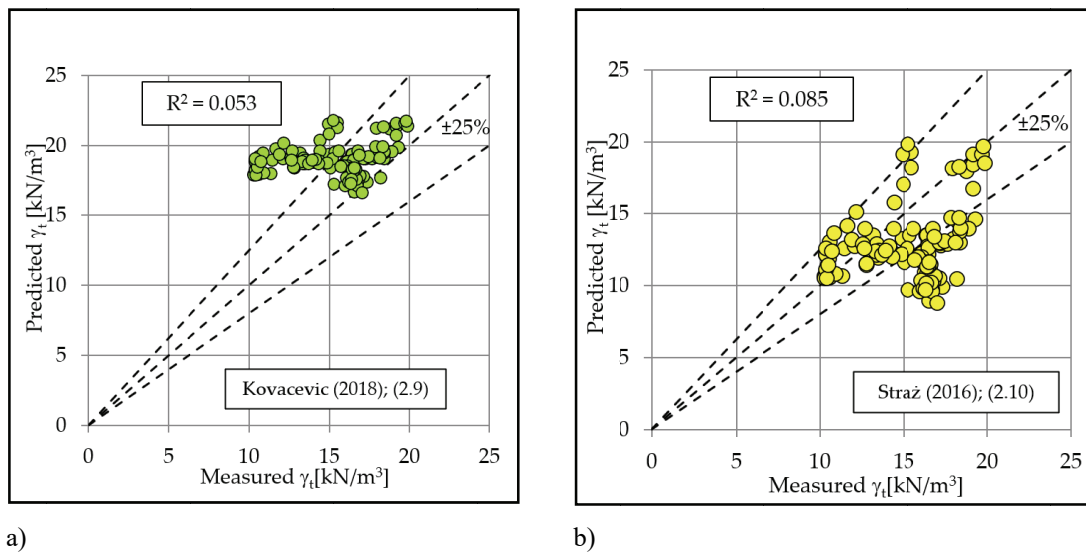 25
20
15
10
5
0
0
5
10
15
20
25
Predicted γt [kN/m³]
Measured γt[kN/m³]
R² = 0.053
±25%
Kovacevic (2018); (2.9)
a)
25
20
15
10
5
0
0
5
10
15
20
25
Predicted γt [kN/m³]
Measured γt[kN/m³]
R² = 0.085
±25%
Straż (2016); (2.10)
b)